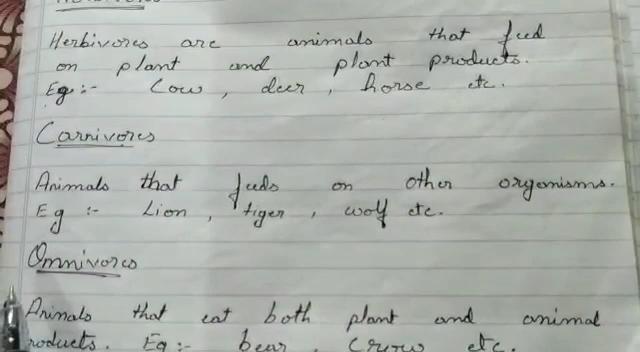 Herbivores are animals that feed
on plant and plant products.
Eg :- Cow, deer, horse etc.
Carnivores
Animals that feeds on other organisms.
Eg :- Lion, tiger, wolf etc.
Omnivores
Animals that eat both plant and animal
products. Eg :- bear, crow etc.